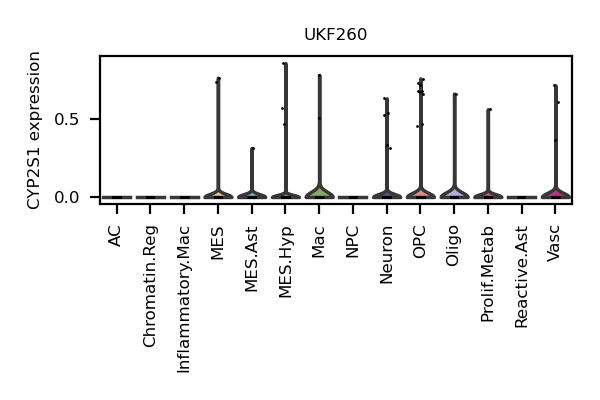 UKF260
CYP2S1 expression
0.5
0.0
AC
Chromatin.Reg
Inflammatory.Mac
MES
MES.Ast
MES.Hyp
Mac
NPC
Neuron
OPC
Oligo
Prolif.Metab
Reactive.Ast
Vasc